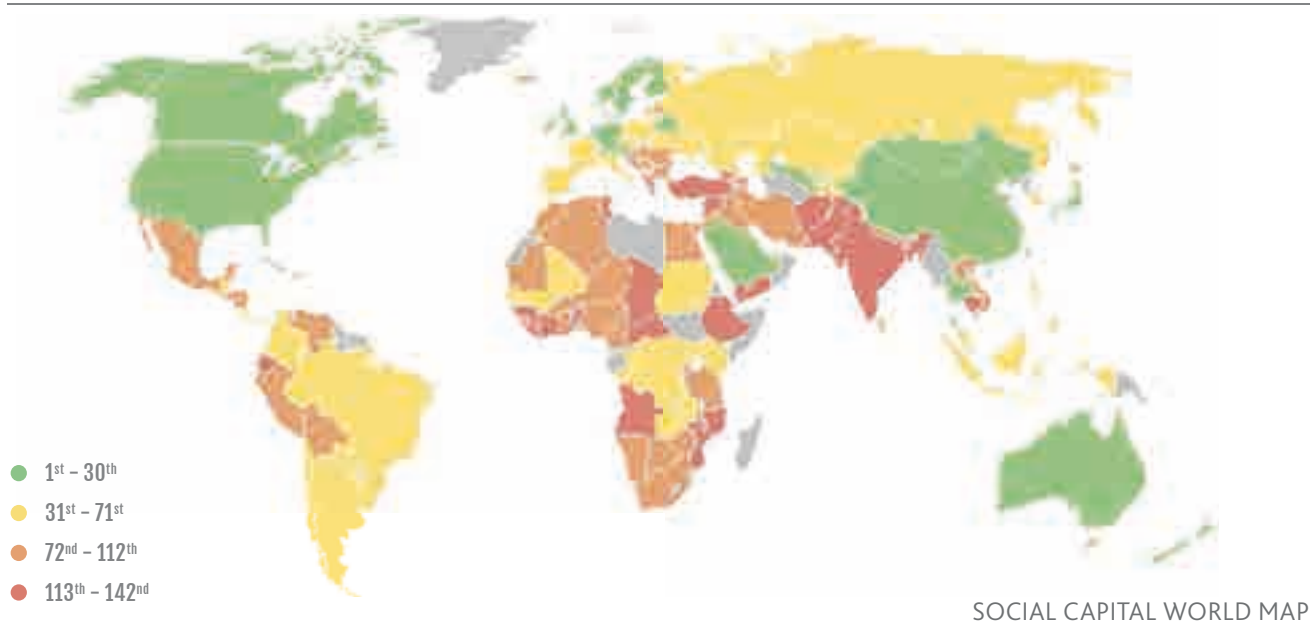 1st – 30th
31st – 71st
72nd – 112th
113th – 142nd
SOCIAL CAPITAL WORLD MAP